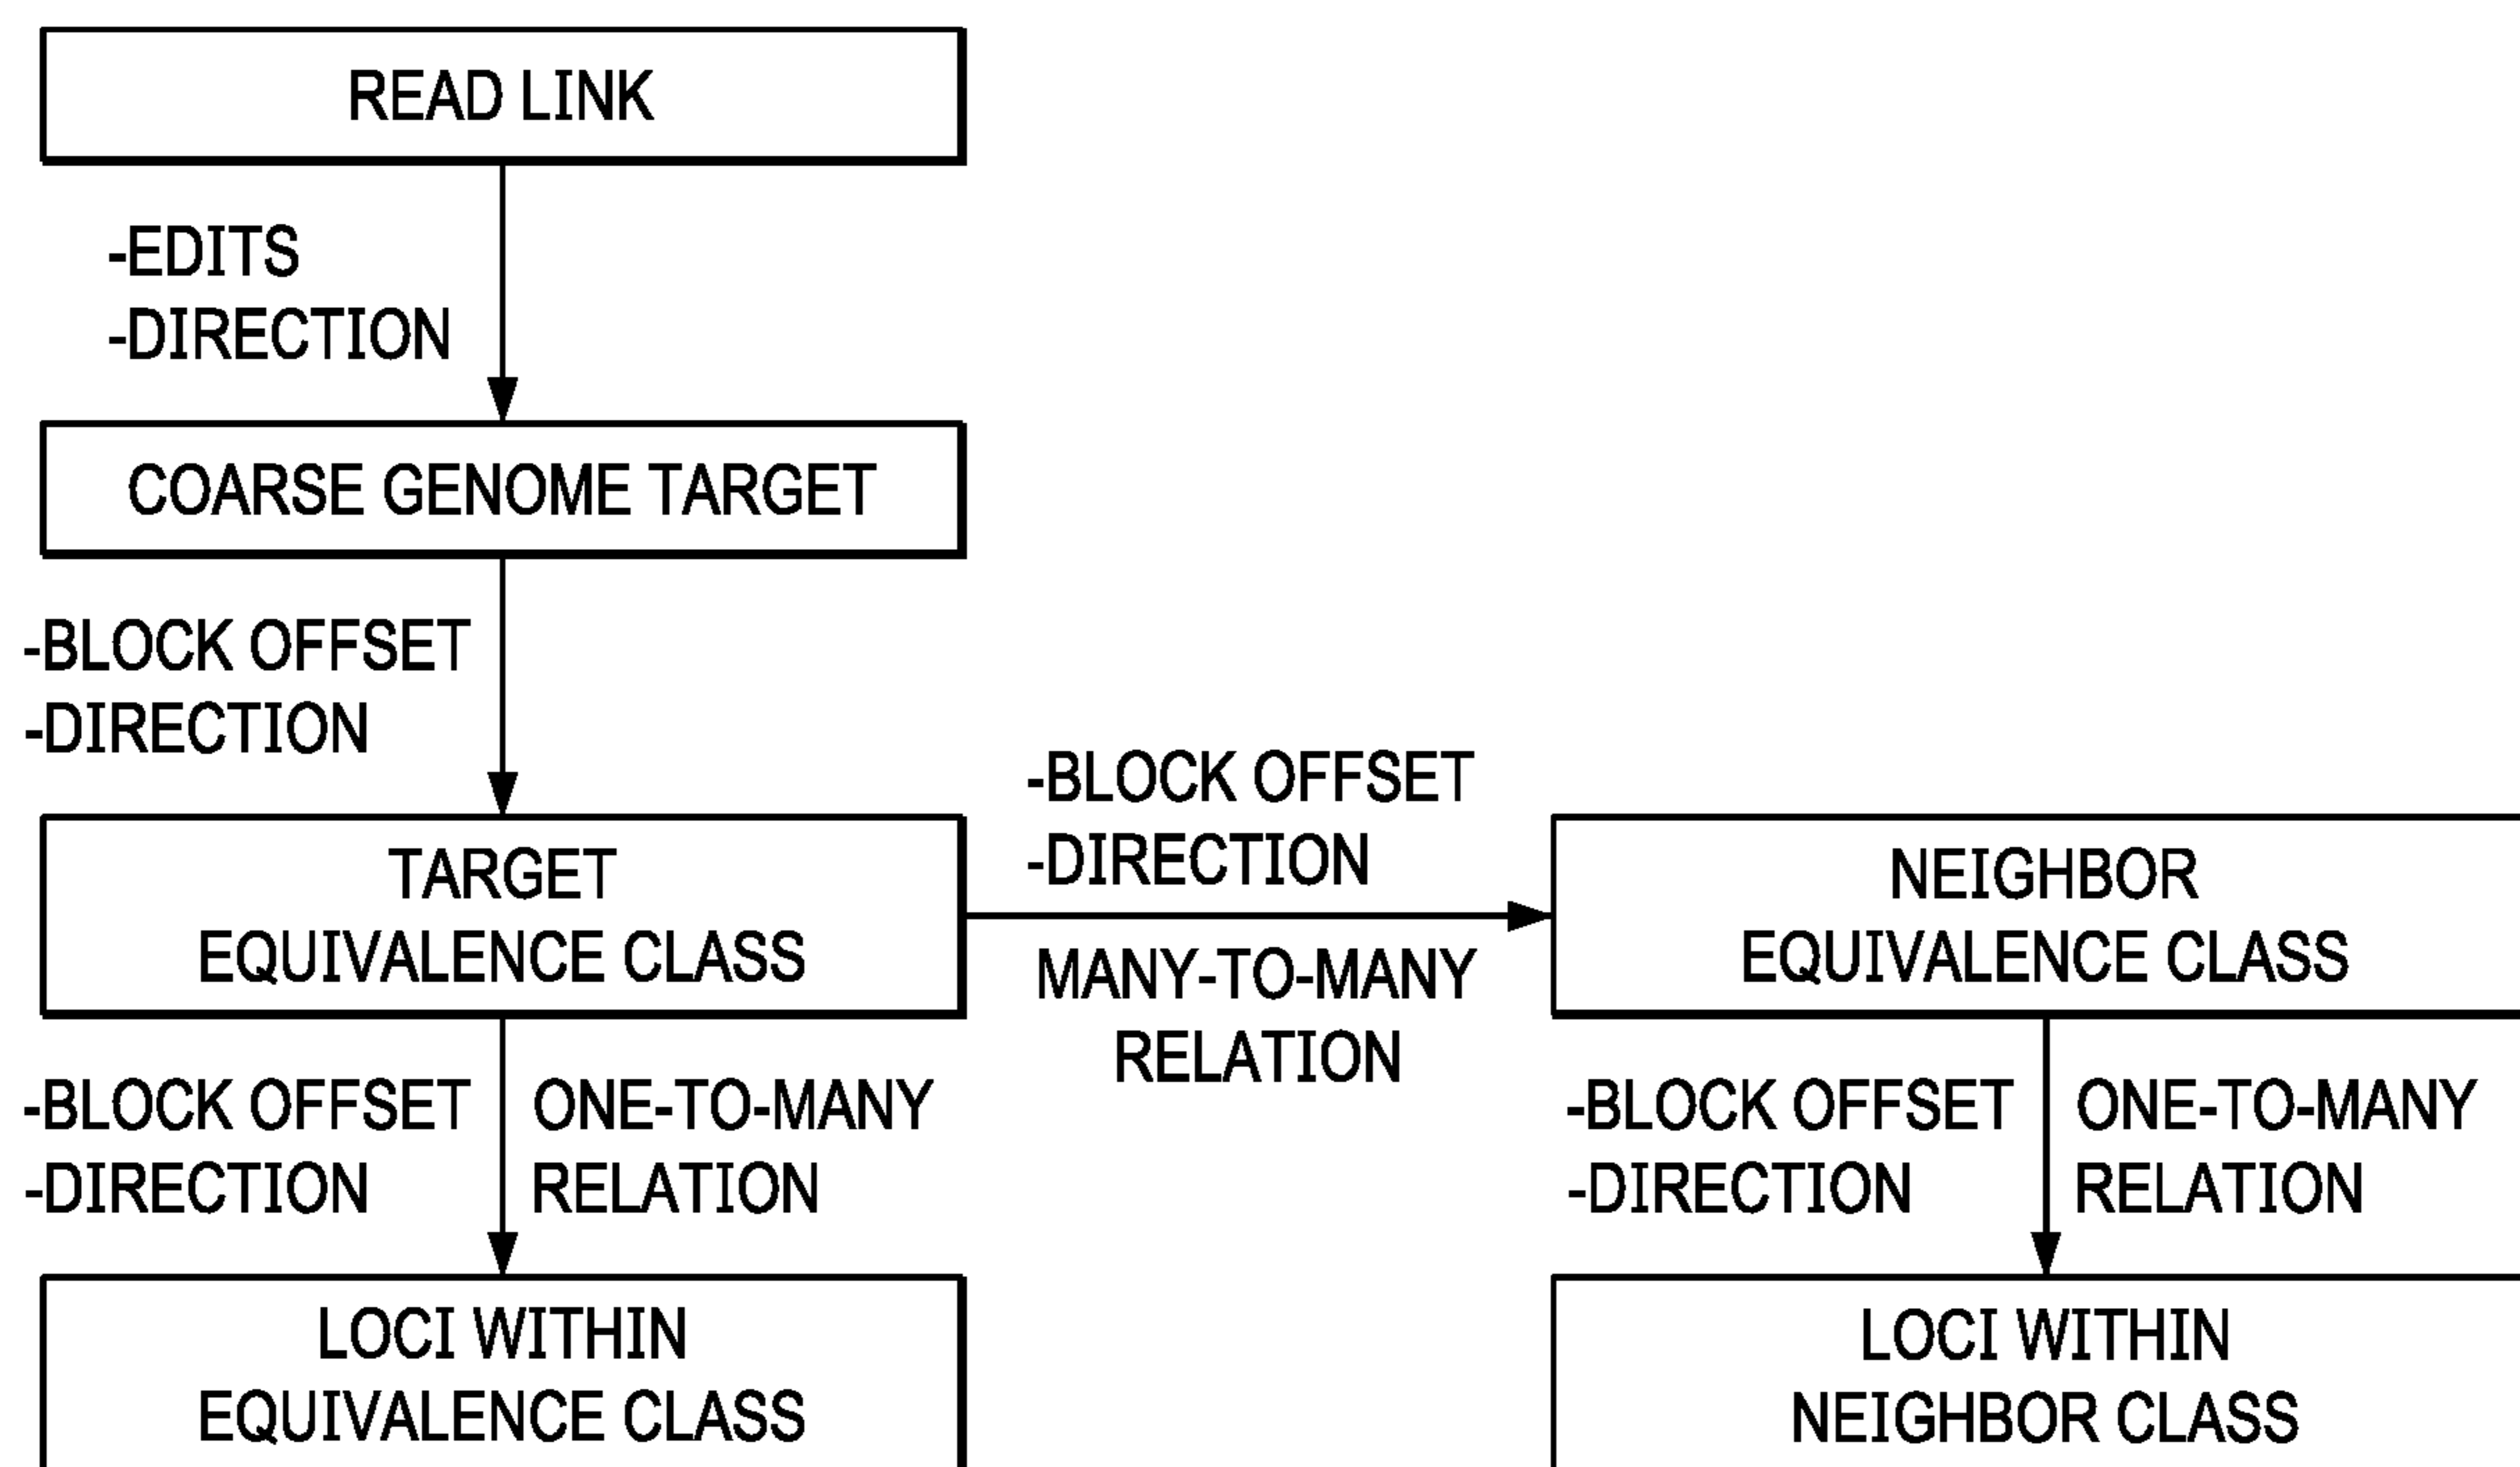 READ LINK
-EDITS
-DIRECTION
COARSE GENOME TARGET
-BLOCK OFFSET
-DIRECTION
TARGET
EQUIVALENCE CLASS
-BLOCK OFFSET
-DIRECTION
MANY-TO-MANY
RELATION
NEIGHBOR
EQUIVALENCE CLASS
-BLOCK OFFSET
-DIRECTION
ONE-TO-MANY
RELATION
-BLOCK OFFSET
-DIRECTION
ONE-TO-MANY
RELATION
LOCI WITHIN
EQUIVALENCE CLASS
LOCI WITHIN
NEIGHBOR CLASS